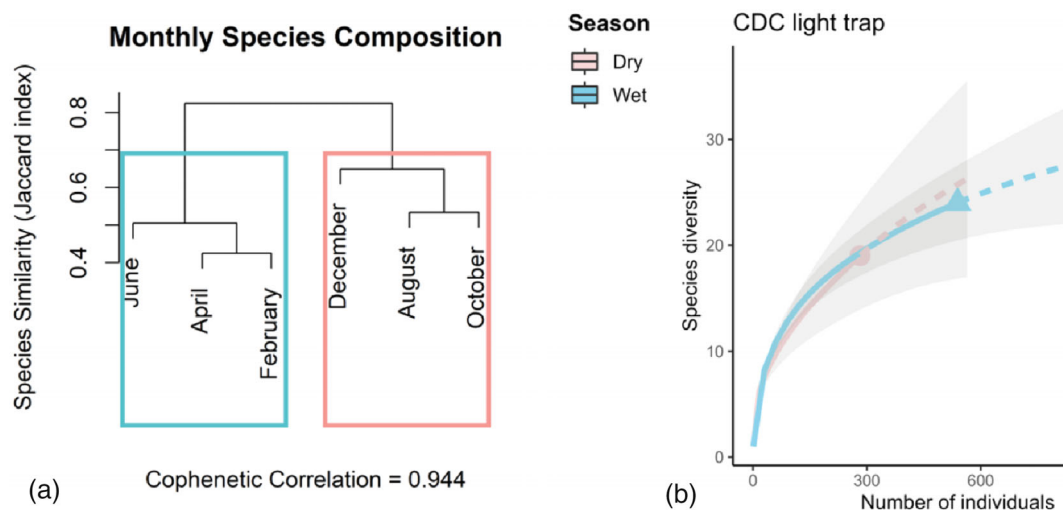 Monthly Species Composition
Species Similarity (Jaccard index)
0.8
0.6
0.4
June
April
February
December
August
October
(a)
Cophenetic Correlation = 0.944
Season
Dry
Wet
CDC light trap
Species diversity
30
20
10
0
0
300
600
Number of individuals
(b)